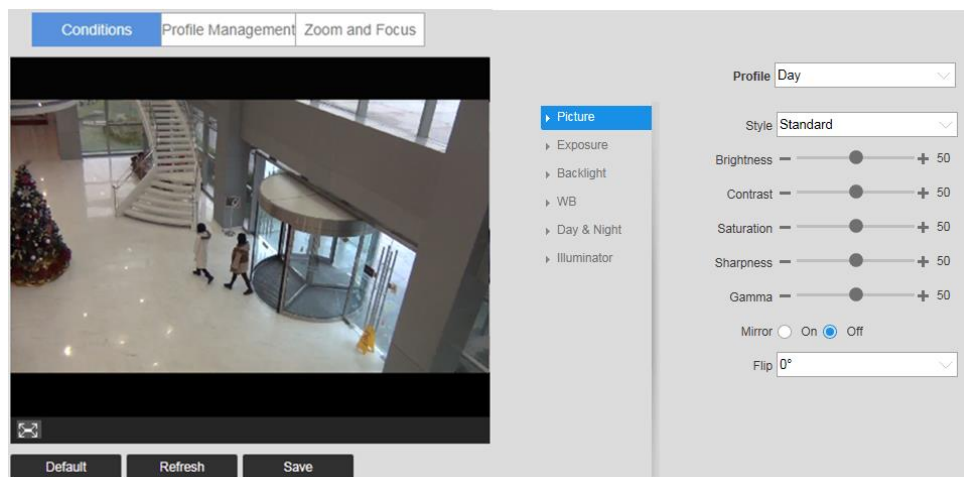 Conditions Profile Management Zoom and Focus
Profile Day
Picture
Exposure
Backlight
WB
Day & Night
Illuminator
Style Standard
Brightness 50
Contrast 50
Saturation 50
Sharpness 50
Gamma 50
Mirror On Off
Flip 0°
Default Refresh Save